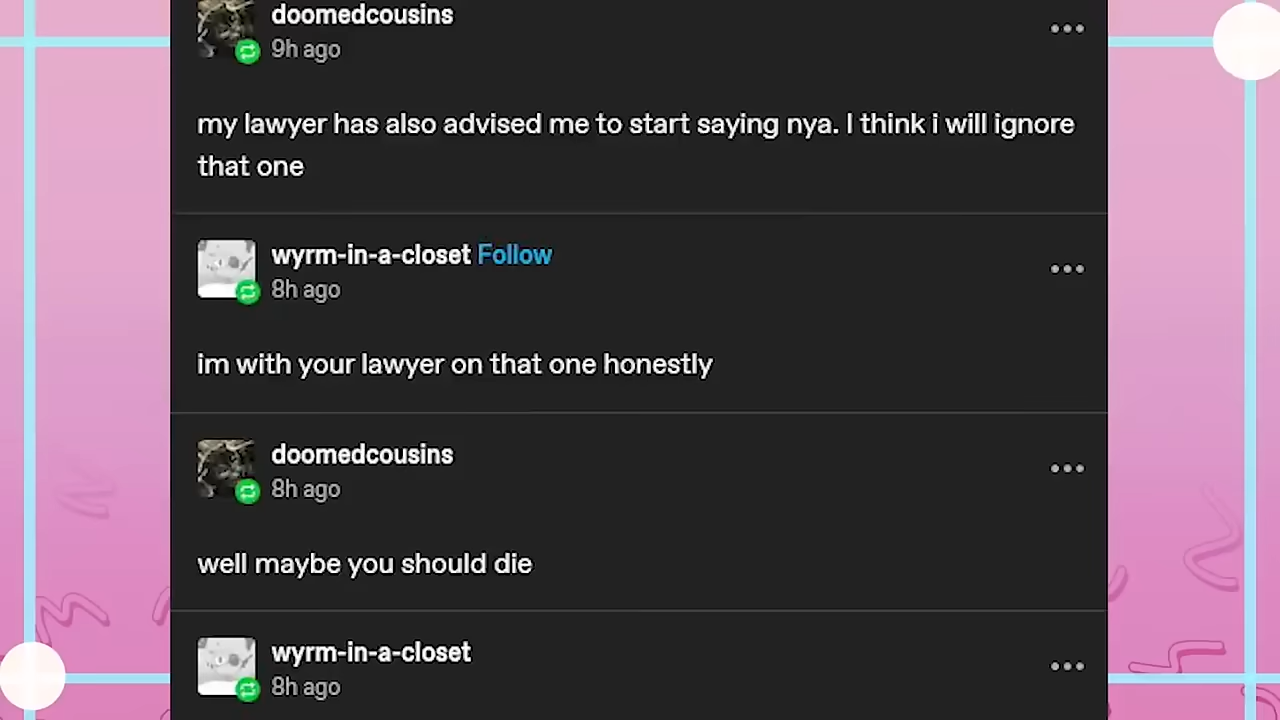 doomedcousins
9h ago
my lawyer has also advised me to start saying nya. I think i will ignore
that one
wyrm-in-a-closet Follow
8h ago
im with your lawyer on that one honestly
doomedcousins
8h ago
well maybe you should die
wyrm-in-a-closet
8h ago